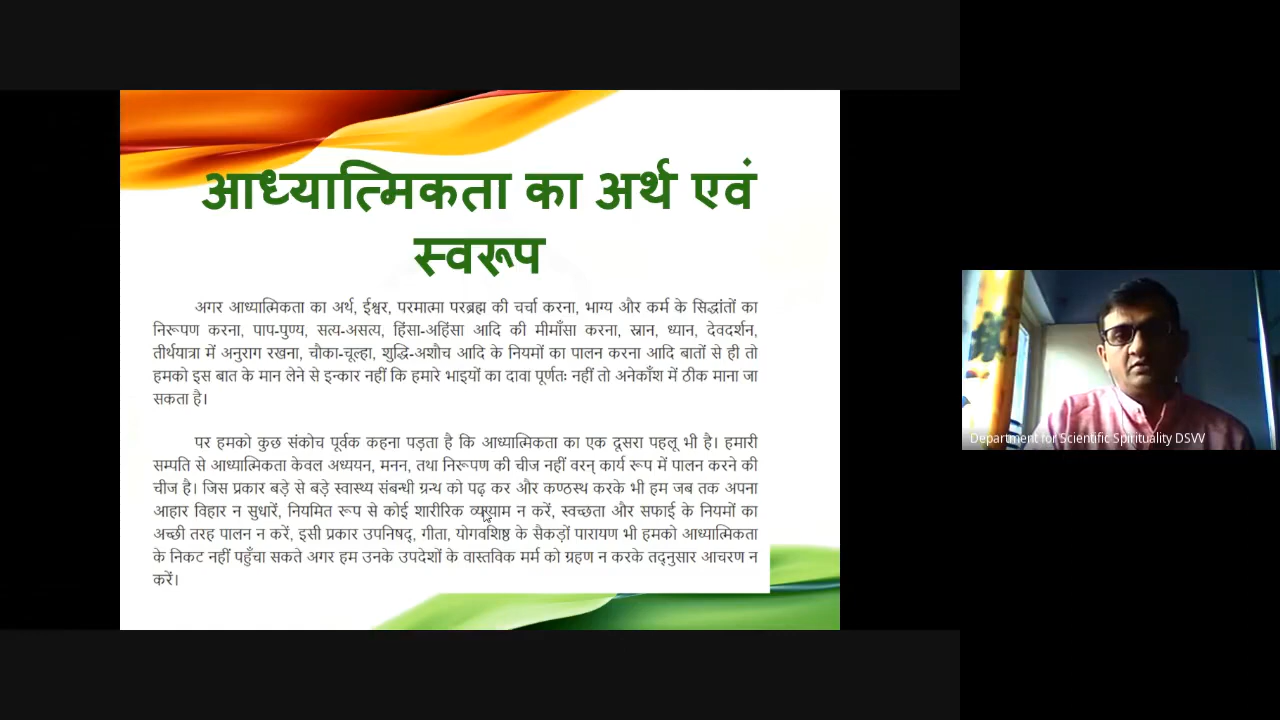 आध्यात्मिकता का अर्थ एवं
स्वरूप
अगर आध्यात्मिकता का अर्थ, ईश्वर, परमात्मा परब्रह्म की चर्चा करना, भाग्य और कर्म के सिद्धांतों का
निरूपण करना, पाप-पुण्य, सत्य-असत्य, हिंसा-अहिंसा आदि की मीमाँसा करना, स्नान, ध्यान, देवदर्शन,
तीर्थयात्रा में अनुराग रखना, चौका-चूल्हा, शुद्धि-अशौच आदि के नियमों का पालन करना आदि बातों से ही तो
हमको इस बात के मान लेने से इन्कार नहीं कि हमारे भाइयों का दावा पूर्णतः नहीं तो अनेकाँश में ठीक माना जा
सकता है।
पर हमको कुछ संकोच पूर्वक कहना पड़ता है कि आध्यात्मिकता का एक दूसरा पहलू भी है। हमारी
सम्पति से आध्यात्मिकता केवल अध्ययन, मनन, तथा निरूपण की चीज नहीं वरन् कार्य रूप में पालन करने की
चीज है। जिस प्रकार बड़े से बड़े स्वास्थ्य संबन्धी ग्रन्थ को पढ़ कर और कण्ठस्थ करके भी हम जब तक अपना
आहार विहार न सुधारें, नियमित रूप से कोई शारीरिक व्यायाम न करें, स्वच्छता और सफाई के नियमों का
अच्छी तरह पालन न करें, इसी प्रकार उपनिषद्, गीता, योगवशिष्ठ के सैकड़ों पारायण भी हमको आध्यात्मिकता
के निकट नहीं पहुँचा सकते अगर हम उनके उपदेशों के वास्तविक मर्म को ग्रहण न करके तद्नुसार आचरण न
करें।
Department for Scientific Spirituality DSVV